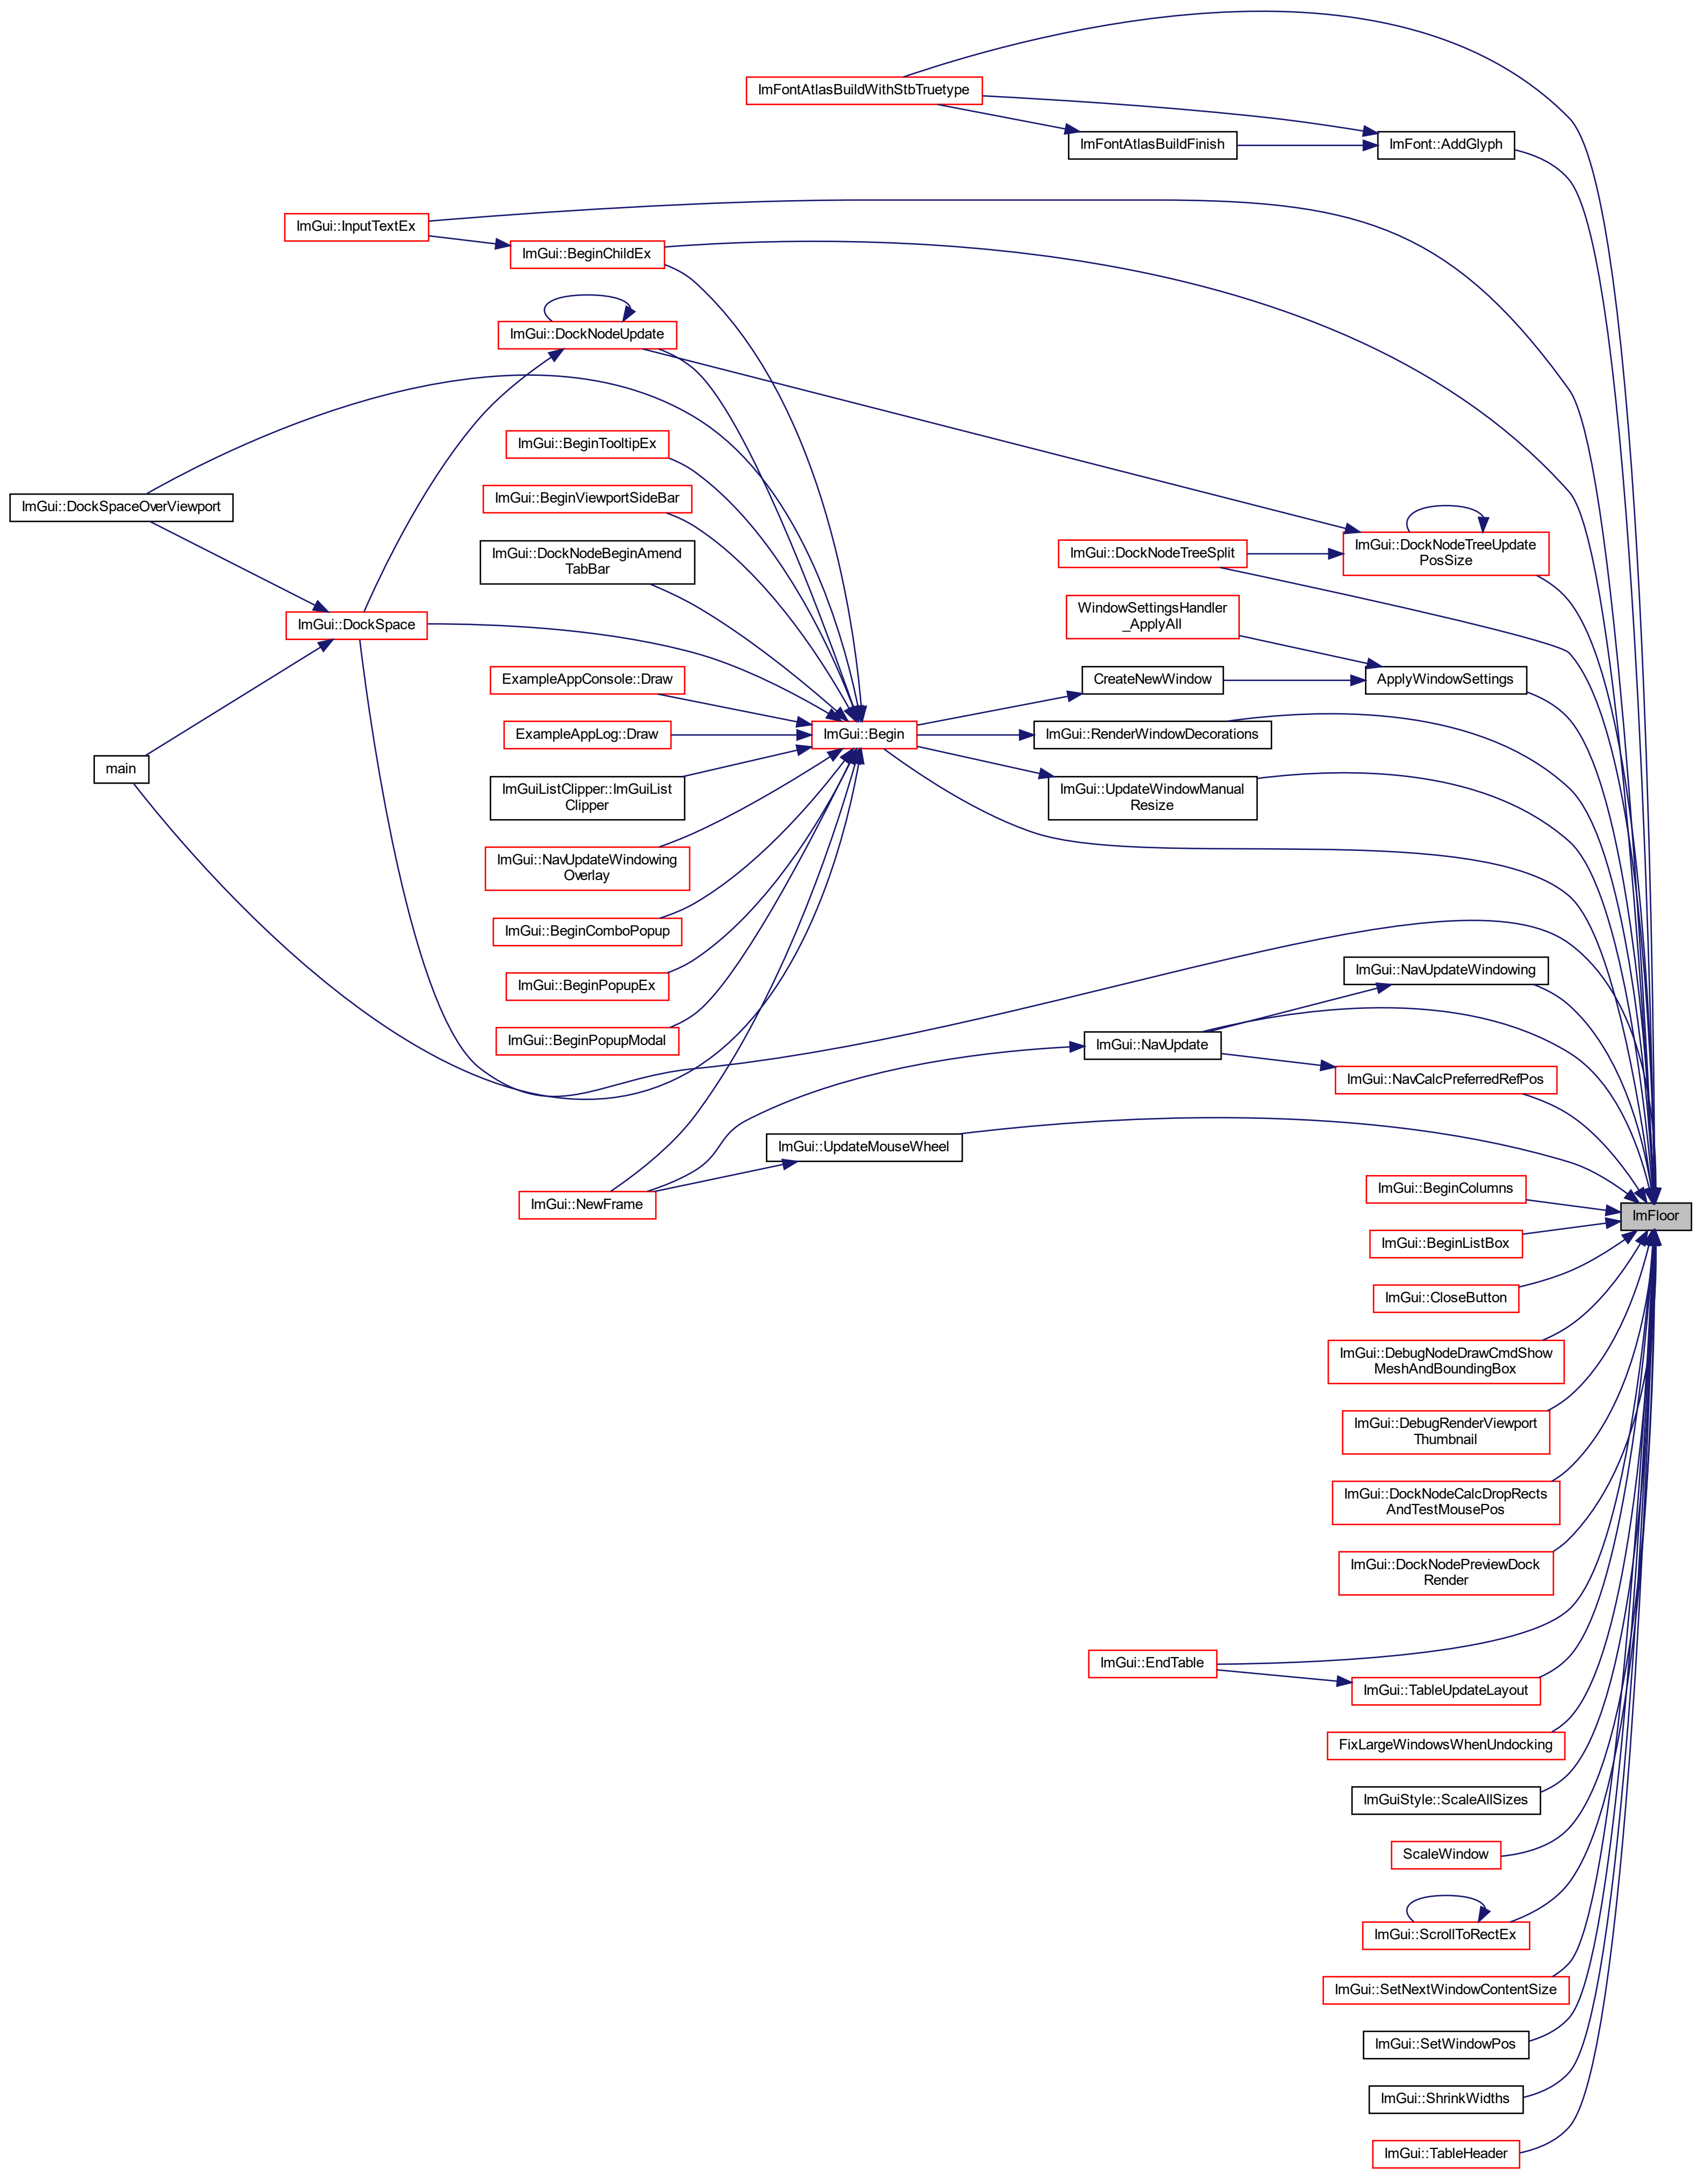 ImFontAtlasBuildWithStbTruetype
ImFontAtlasBuildFinish
ImFont::AddGlyph
ImGui::InputTextEx
ImGui::BeginChildEx
ImGui::DockNodeUpdate
ImGui::BeginTooltipEx
ImGui::BeginViewportSideBar
ImGui::DockSpaceOverViewport
ImGui::DockNodeBeginAmend
TabBar
ImGui::DockNodeTreeSplit
ImGui::DockNodeTreeUpdate
PosSize
WindowSettingsHandler
_ApplyAll
ImGui::DockSpace
ExampleAppConsole::Draw
CreateNewWindow
ApplyWindowSettings
ExampleAppLog::Draw
ImGui::Begin
ImGui::RenderWindowDecorations
main
ImGuiListClipper::ImGuiList
Clipper
ImGui::UpdateWindowManual
Resize
ImGui::NavUpdateWindowing
Overlay
ImGui::BeginComboPopup
ImGui::BeginPopupEx
ImGui::NavUpdateWindowing
ImGui::BeginPopupModal
ImGui::NavUpdate
ImGui::NavCalcPreferredRefPos
ImGui::UpdateMouseWheel
ImGui::NewFrame
ImGui::BeginColumns
ImFloor
ImGui::BeginListBox
ImGui::CloseButton
ImGui::DebugNodeDrawCmdShow
MeshAndBoundingBox
ImGui::DebugRenderViewport
Thumbnail
ImGui::DockNodeCalcDropRects
AndTestMousePos
ImGui::DockNodePreviewDock
Render
ImGui::EndTable
ImGui::TableUpdateLayout
FixLargeWindowsWhenUndocking
ImGuiStyle::ScaleAllSizes
ScaleWindow
ImGui::ScrollToRectEx
ImGui::SetNextWindowContentSize
ImGui::SetWindowPos
ImGui::ShrinkWidths
ImGui::TableHeader